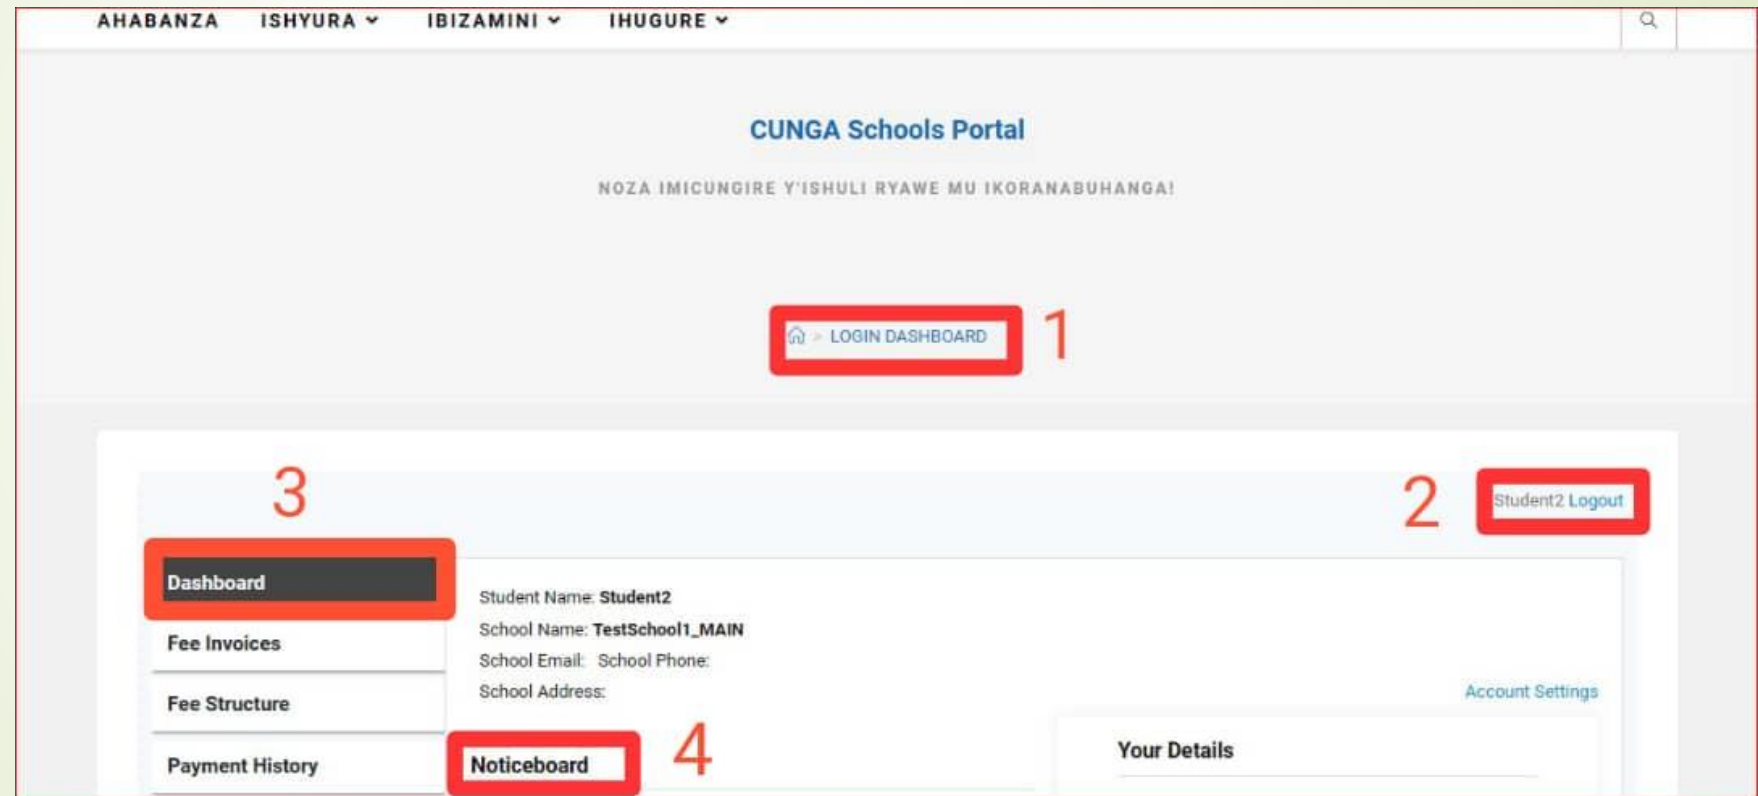 AHABANZA ISHYURA IBIZAMINI IHUGURE
CUNGA Schools Portal
NOZA IMICUNGIRE Y'ISHULI RYAWE MU IKORANABUHANGA!
> LOGIN DASHBOARD 1
3
2 Student2 Logout
Dashboard
Fee Invoices
Fee Structure
Payment History
Student Name: Student2
School Name: TestSchool1_MAIN
School Email: School Phone:
School Address:
Account Settings
Noticeboard 4
Your Details